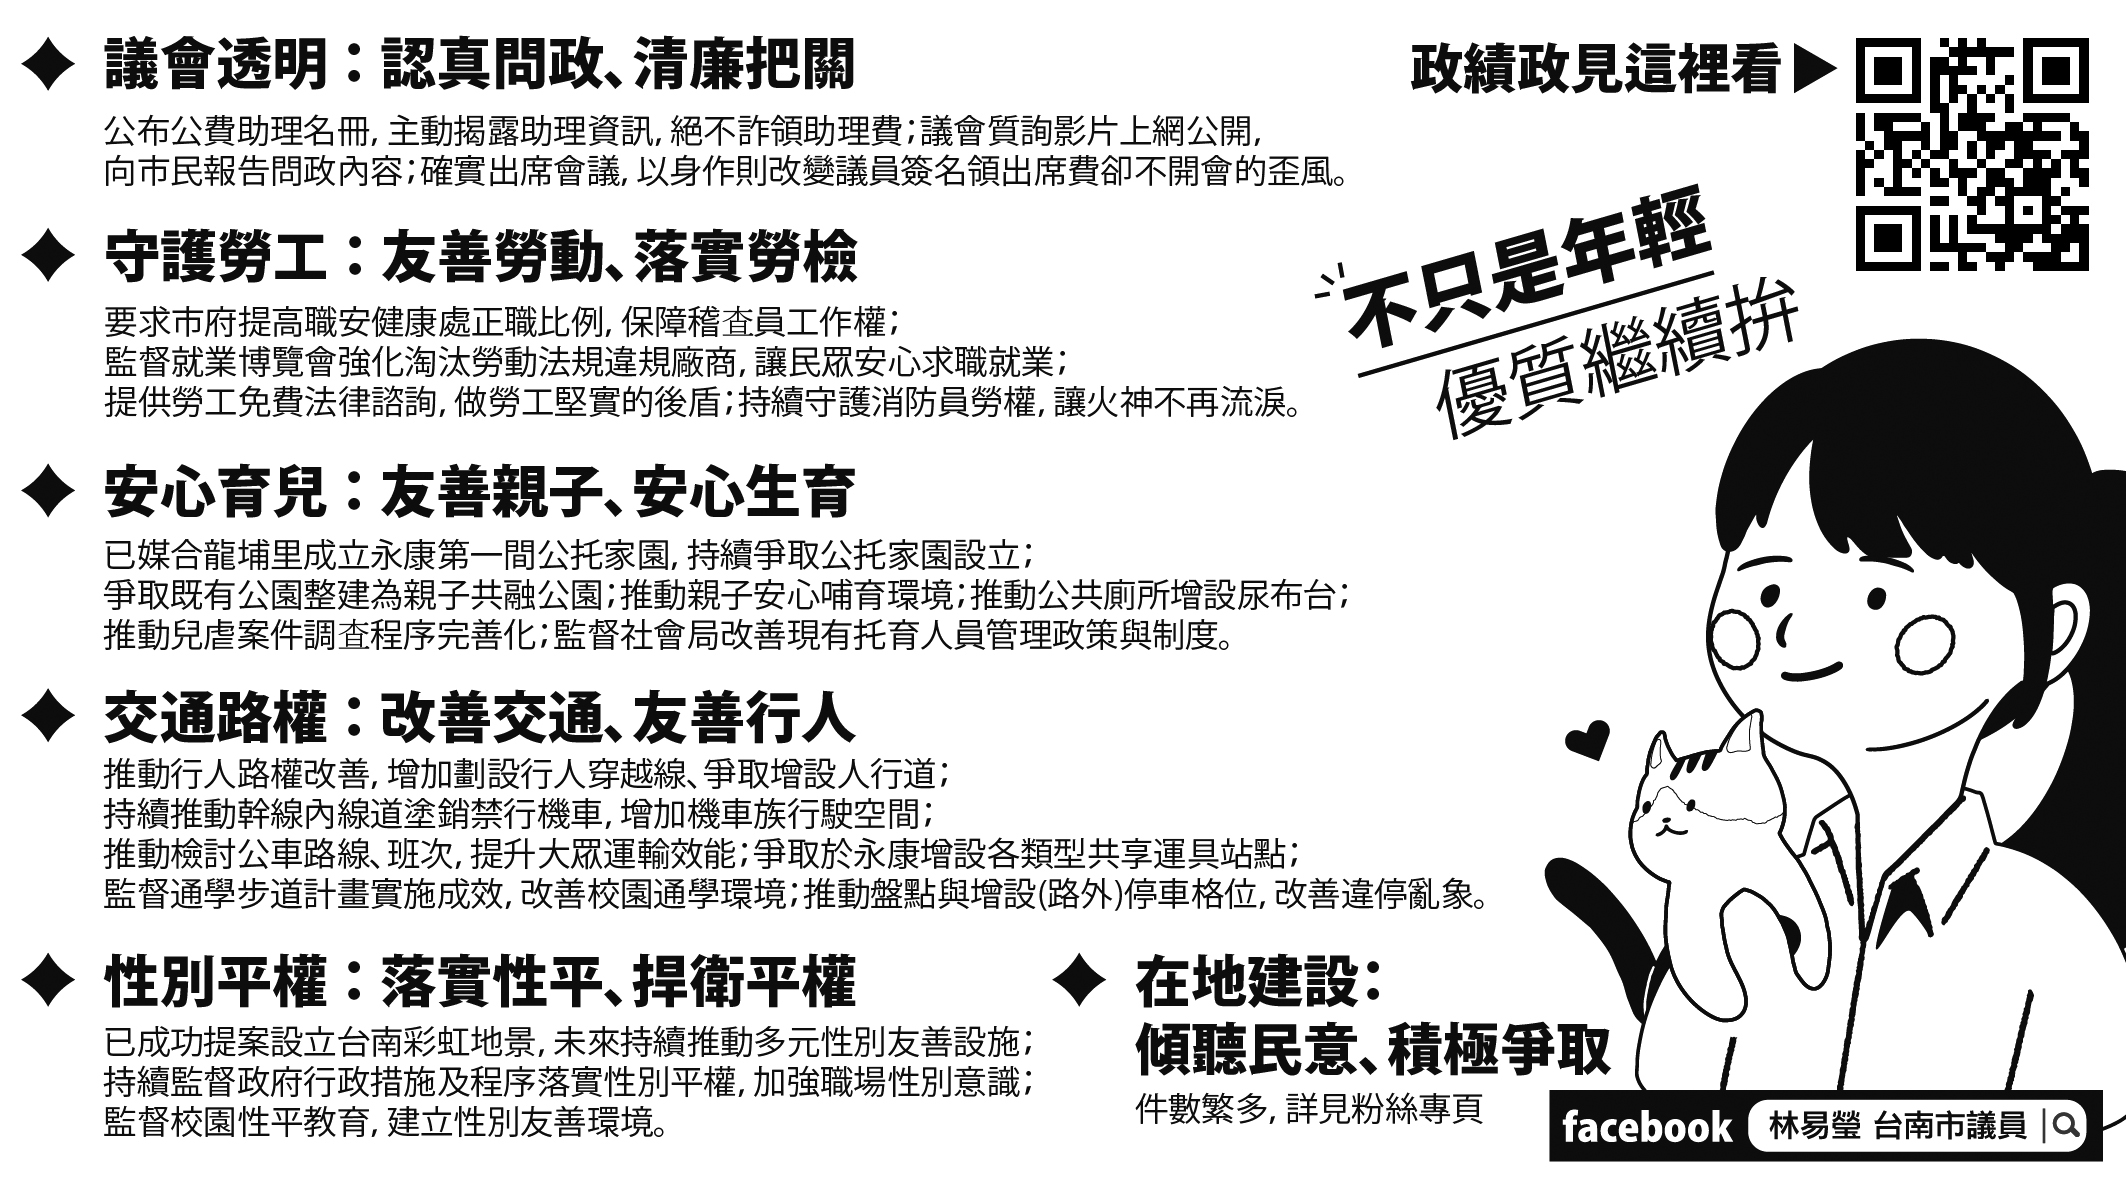 議會透明：認真問政、清廉把關
公布公費助理名冊，主動揭露助理資訊，絕不詐領助理費；議會質詢影片上網公開，
向市民報告問政內容；確實出席會議，以身作則改變議員簽名領出席費卻不開會的歪風。
守護勞工：友善勞動、落實勞檢
要求市府提高職安健康處正職比例，保障稽查員工作權；
監督就業博覽會強化淘汰勞動法規違規廠商，讓民眾安心求職就業；
提供勞工免費法律諮詢，做勞工堅實的後盾；持續守護消防員勞權，讓火神不再流淚。
安心育兒：友善親子、安心生育
已媒合龍埔里成立永康第一間公托家園，持續爭取公托家園設立；
爭取既有公園整建為親子共融公園；推動親子安心哺育環境；推動公共廁所增設尿布台；
推動兒虐案件調查程序完善化；監督社會局改善現有托育人員管理政策與制度。
交通路權：改善交通、友善行人
推動行人路權改善，增加劃設行人穿越線、爭取增設人行道；
持續推動幹線內線道塗銷禁行機車，增加機車族行駛空間；
推動檢討公車路線、班次，提升大眾運輸效能；爭取於永康增設各類型共享運具站點；
監督通學步道計畫實施成效，改善校園通學環境；推動盤點與增設(路外)停車格位，改善違停亂象。
性別平權：落實性平、捍衛平權
已成功提案設立台南彩虹地景，未來持續推動多元性別友善設施；
持續監督政府行政措施及程序落實性別平權，加強職場性別意識；
監督校園性平教育，建立性別友善環境。
在地建設：
傾聽民意、積極爭取
件數繁多，詳見粉絲專頁
政績政見這裡看▶
不只是年輕
優質繼續拚
facebook 林易瑩 台南市議員